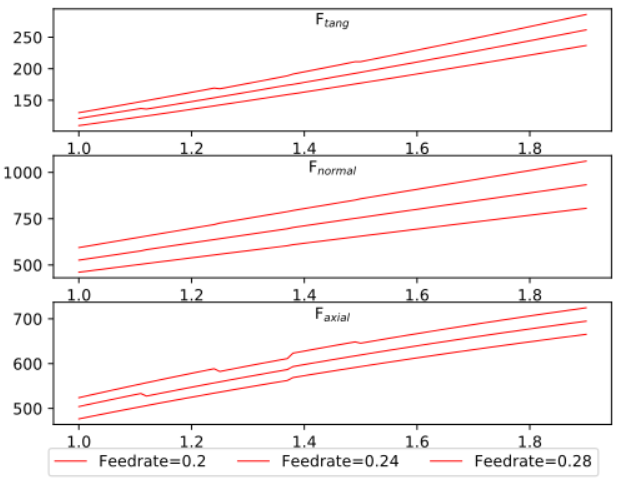 F_tang
250
200
150
1.0 1.2 1.4 1.6 1.8
F_normal
1000
750
500
1.0 1.2 1.4 1.6 1.8
F_axial
700
600
500
1.0 1.2 1.4 1.6 1.8
Feedrate=0.2 Feedrate=0.24 Feedrate=0.28